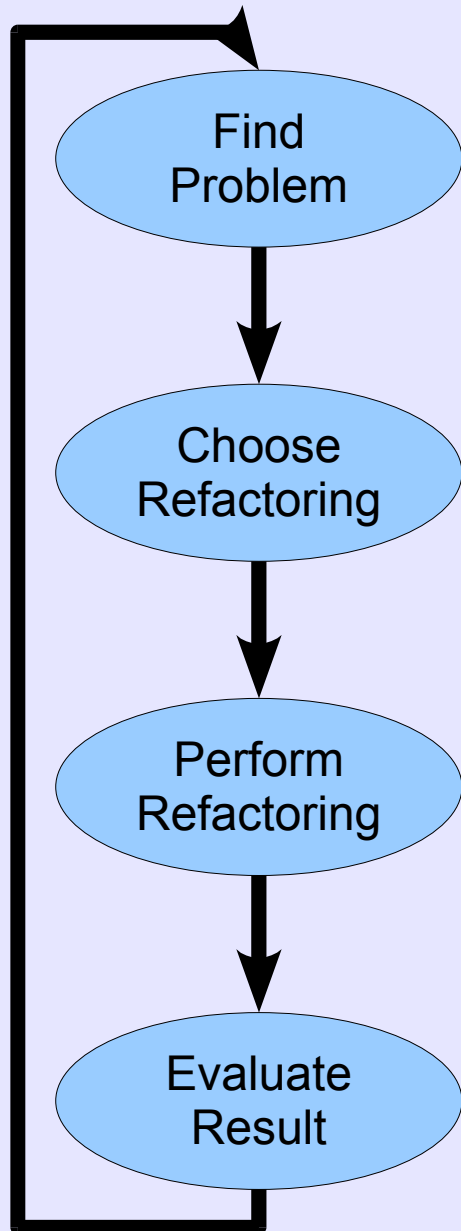 Find
Problem
Choose
Refactoring
Perform
Refactoring
Evaluate
Result